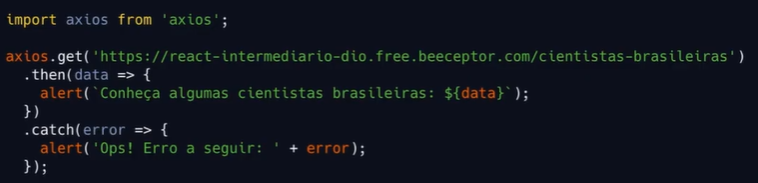 import axios from 'axios';
axios.get('https://react-intermediario-dio.free.beeceptor.com/cientistas-brasileiras')
.then(data => {
alert(`Conheça algumas cientistas brasileiras: ${data}`);
})
.catch(error => {
alert('Ops! Erro a seguir: ' + error);
});